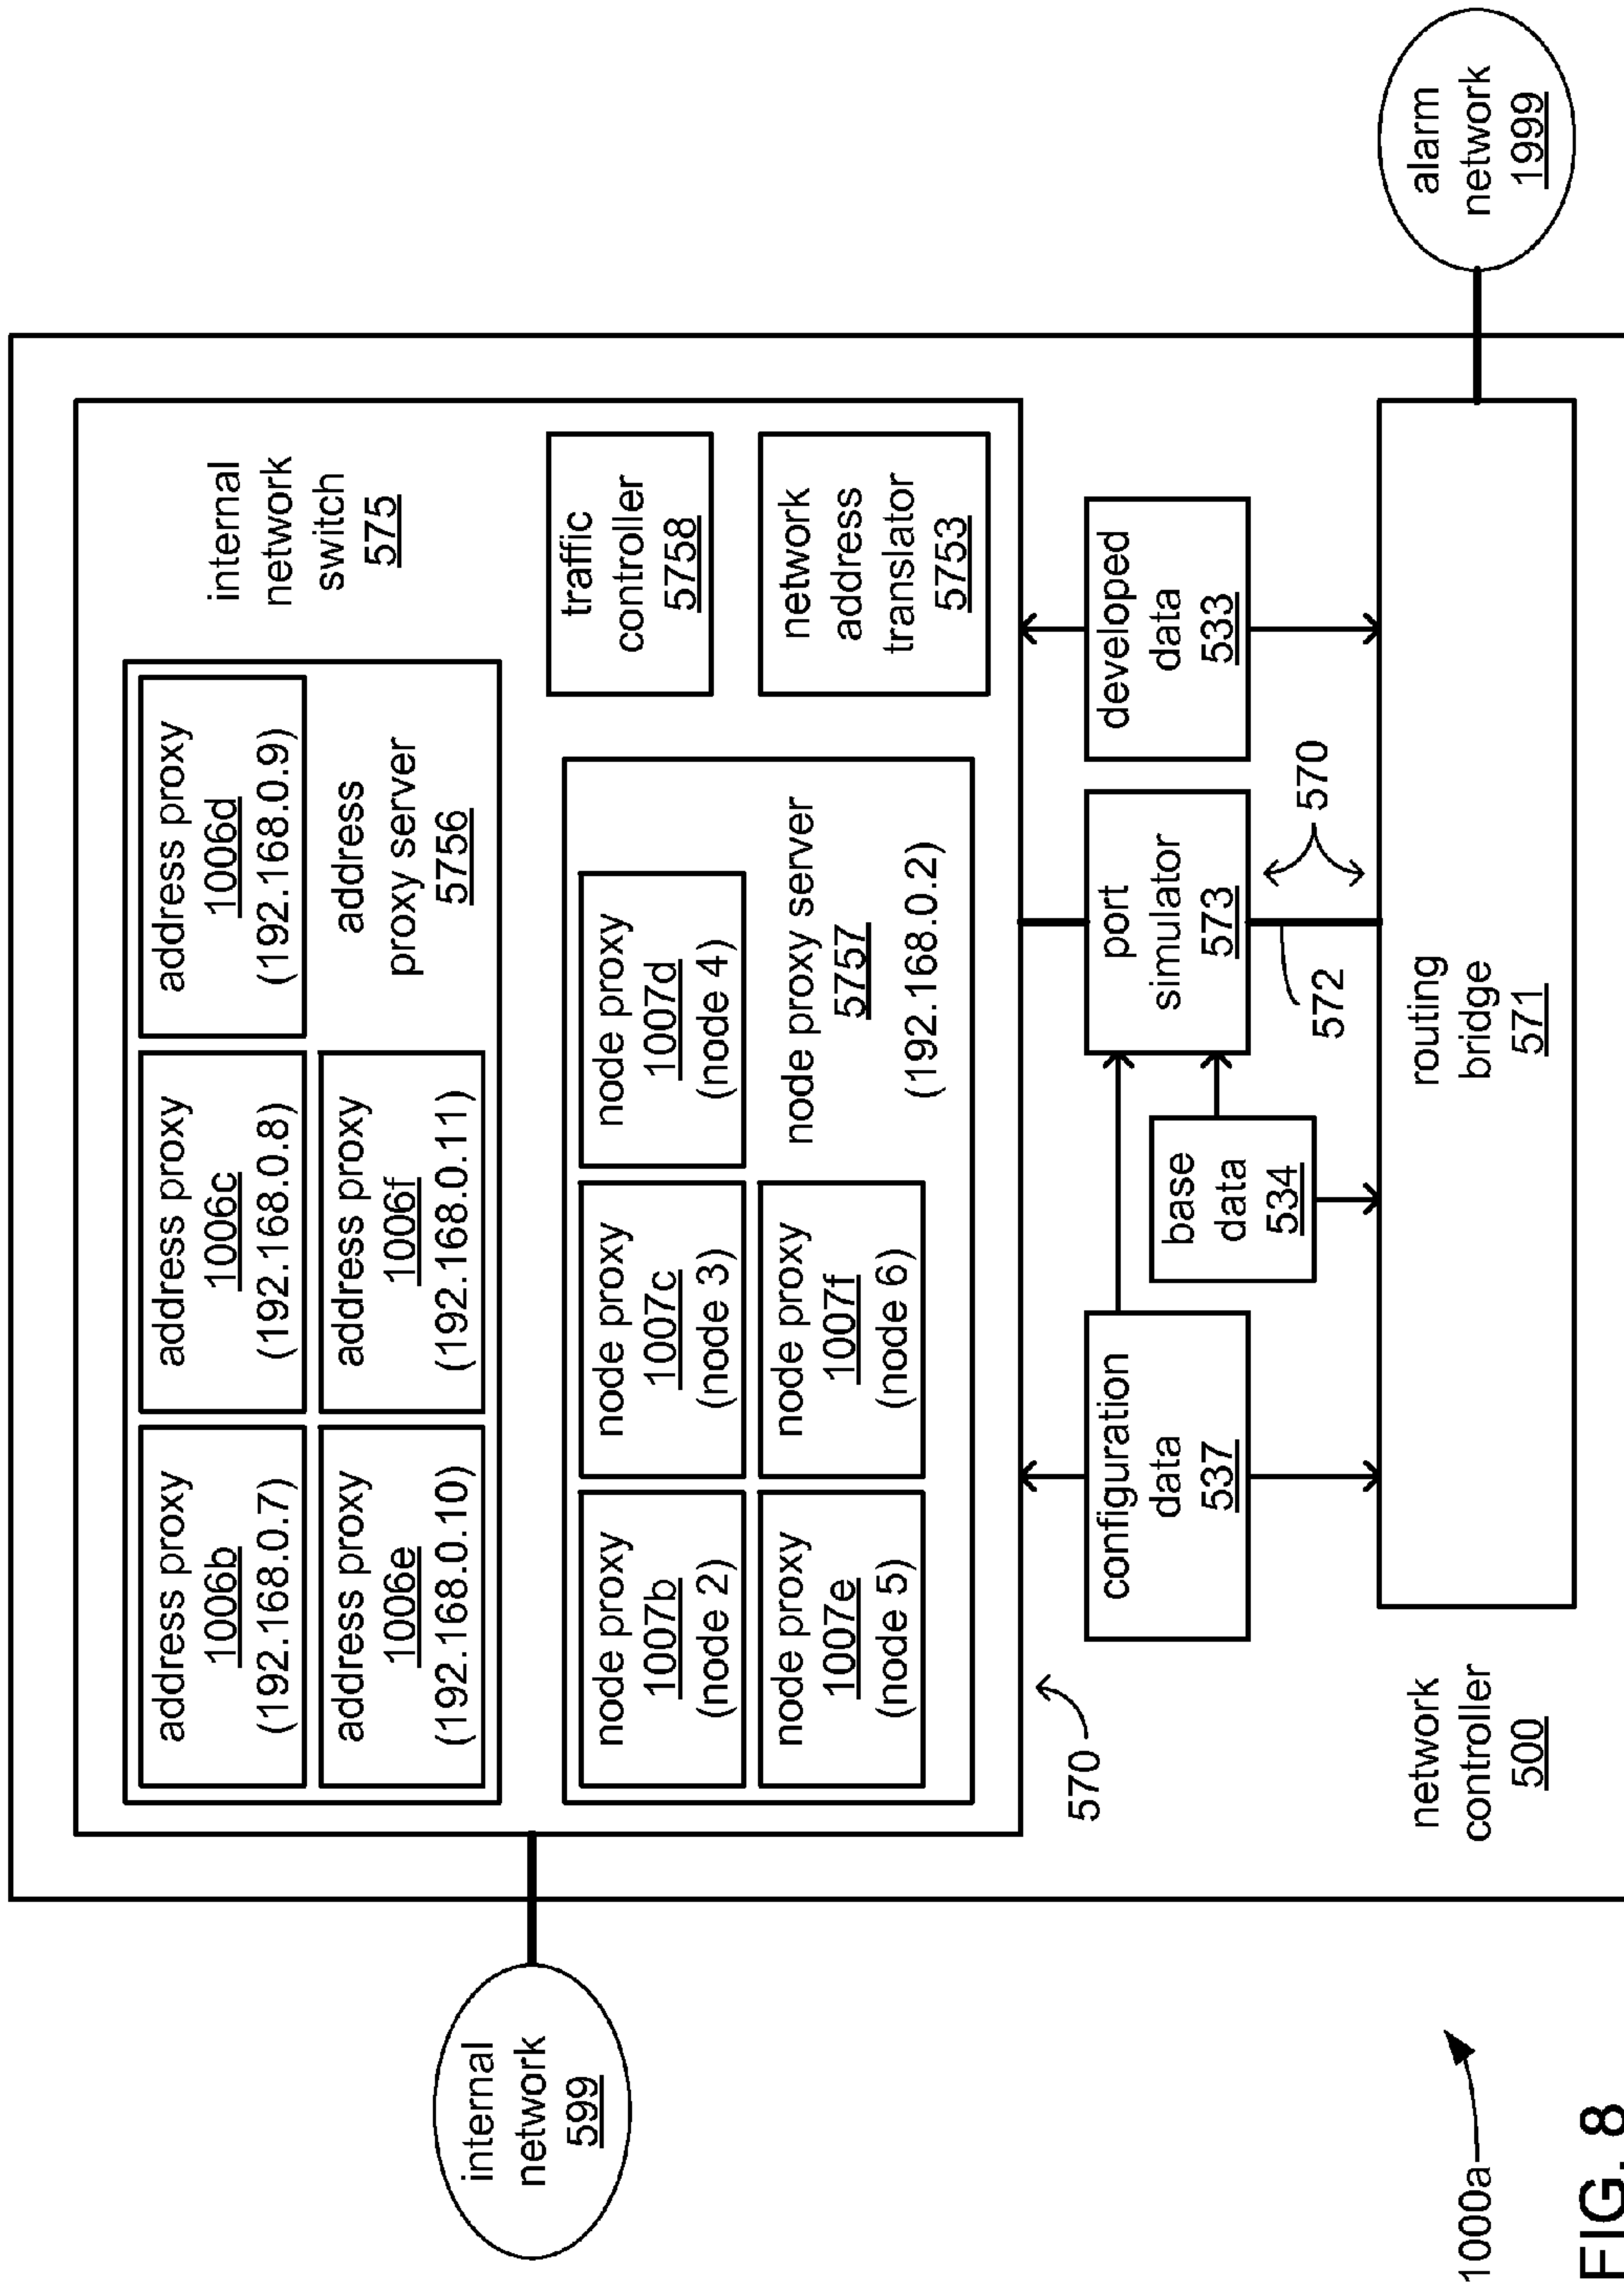 internal
network
599
address proxy
1006b
(192.168.0.7)
address proxy
1006c
(192.168.0.8)
address proxy
1006d
(192.168.0.9)
address proxy
1006e
(192.168.0.10)
address proxy
1006f
(192.168.0.11)
address
proxy server
5756
internal
network
switch
575
node proxy
1007b
(node 2)
node proxy
1007c
(node 3)
node proxy
1007d
(node 4)
node proxy
1007e
(node 5)
node proxy
1007f
(node 6)
node proxy server
5757
(192.168.0.2)
traffic
controller
5758
network
address
translator
5753
570
configuration
data
537
base
data
534
port
simulator
573
developed
data
533
572
570
routing
bridge
571
network
controller
500
alarm
network
1999
1000a
FIG. 8